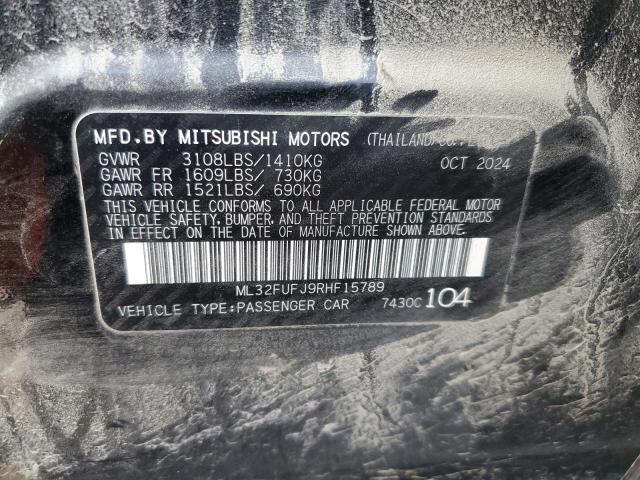 MFD.BY MITSUBISHI MOTORS (THAILAND) CO.,
GVWR 3108LBS/1410KG OCT 2024
GAWR FR 1609LBS/ 730KG
GAWR RR 1521LBS/ 690KG
THIS VEHICLE CONFORMS TO ALL APPLICABLE FEDERAL MOTOR
VEHICLE SAFETY, BUMPER, AND THEFT PREVENTION STANDARDS
IN EFFECT ON THE DATE OF MANUFACTURE SHOWN ABOVE.
ML32FUFJ9RHF15789
VEHICLE TYPE:PASSENGER CAR 7430C 104